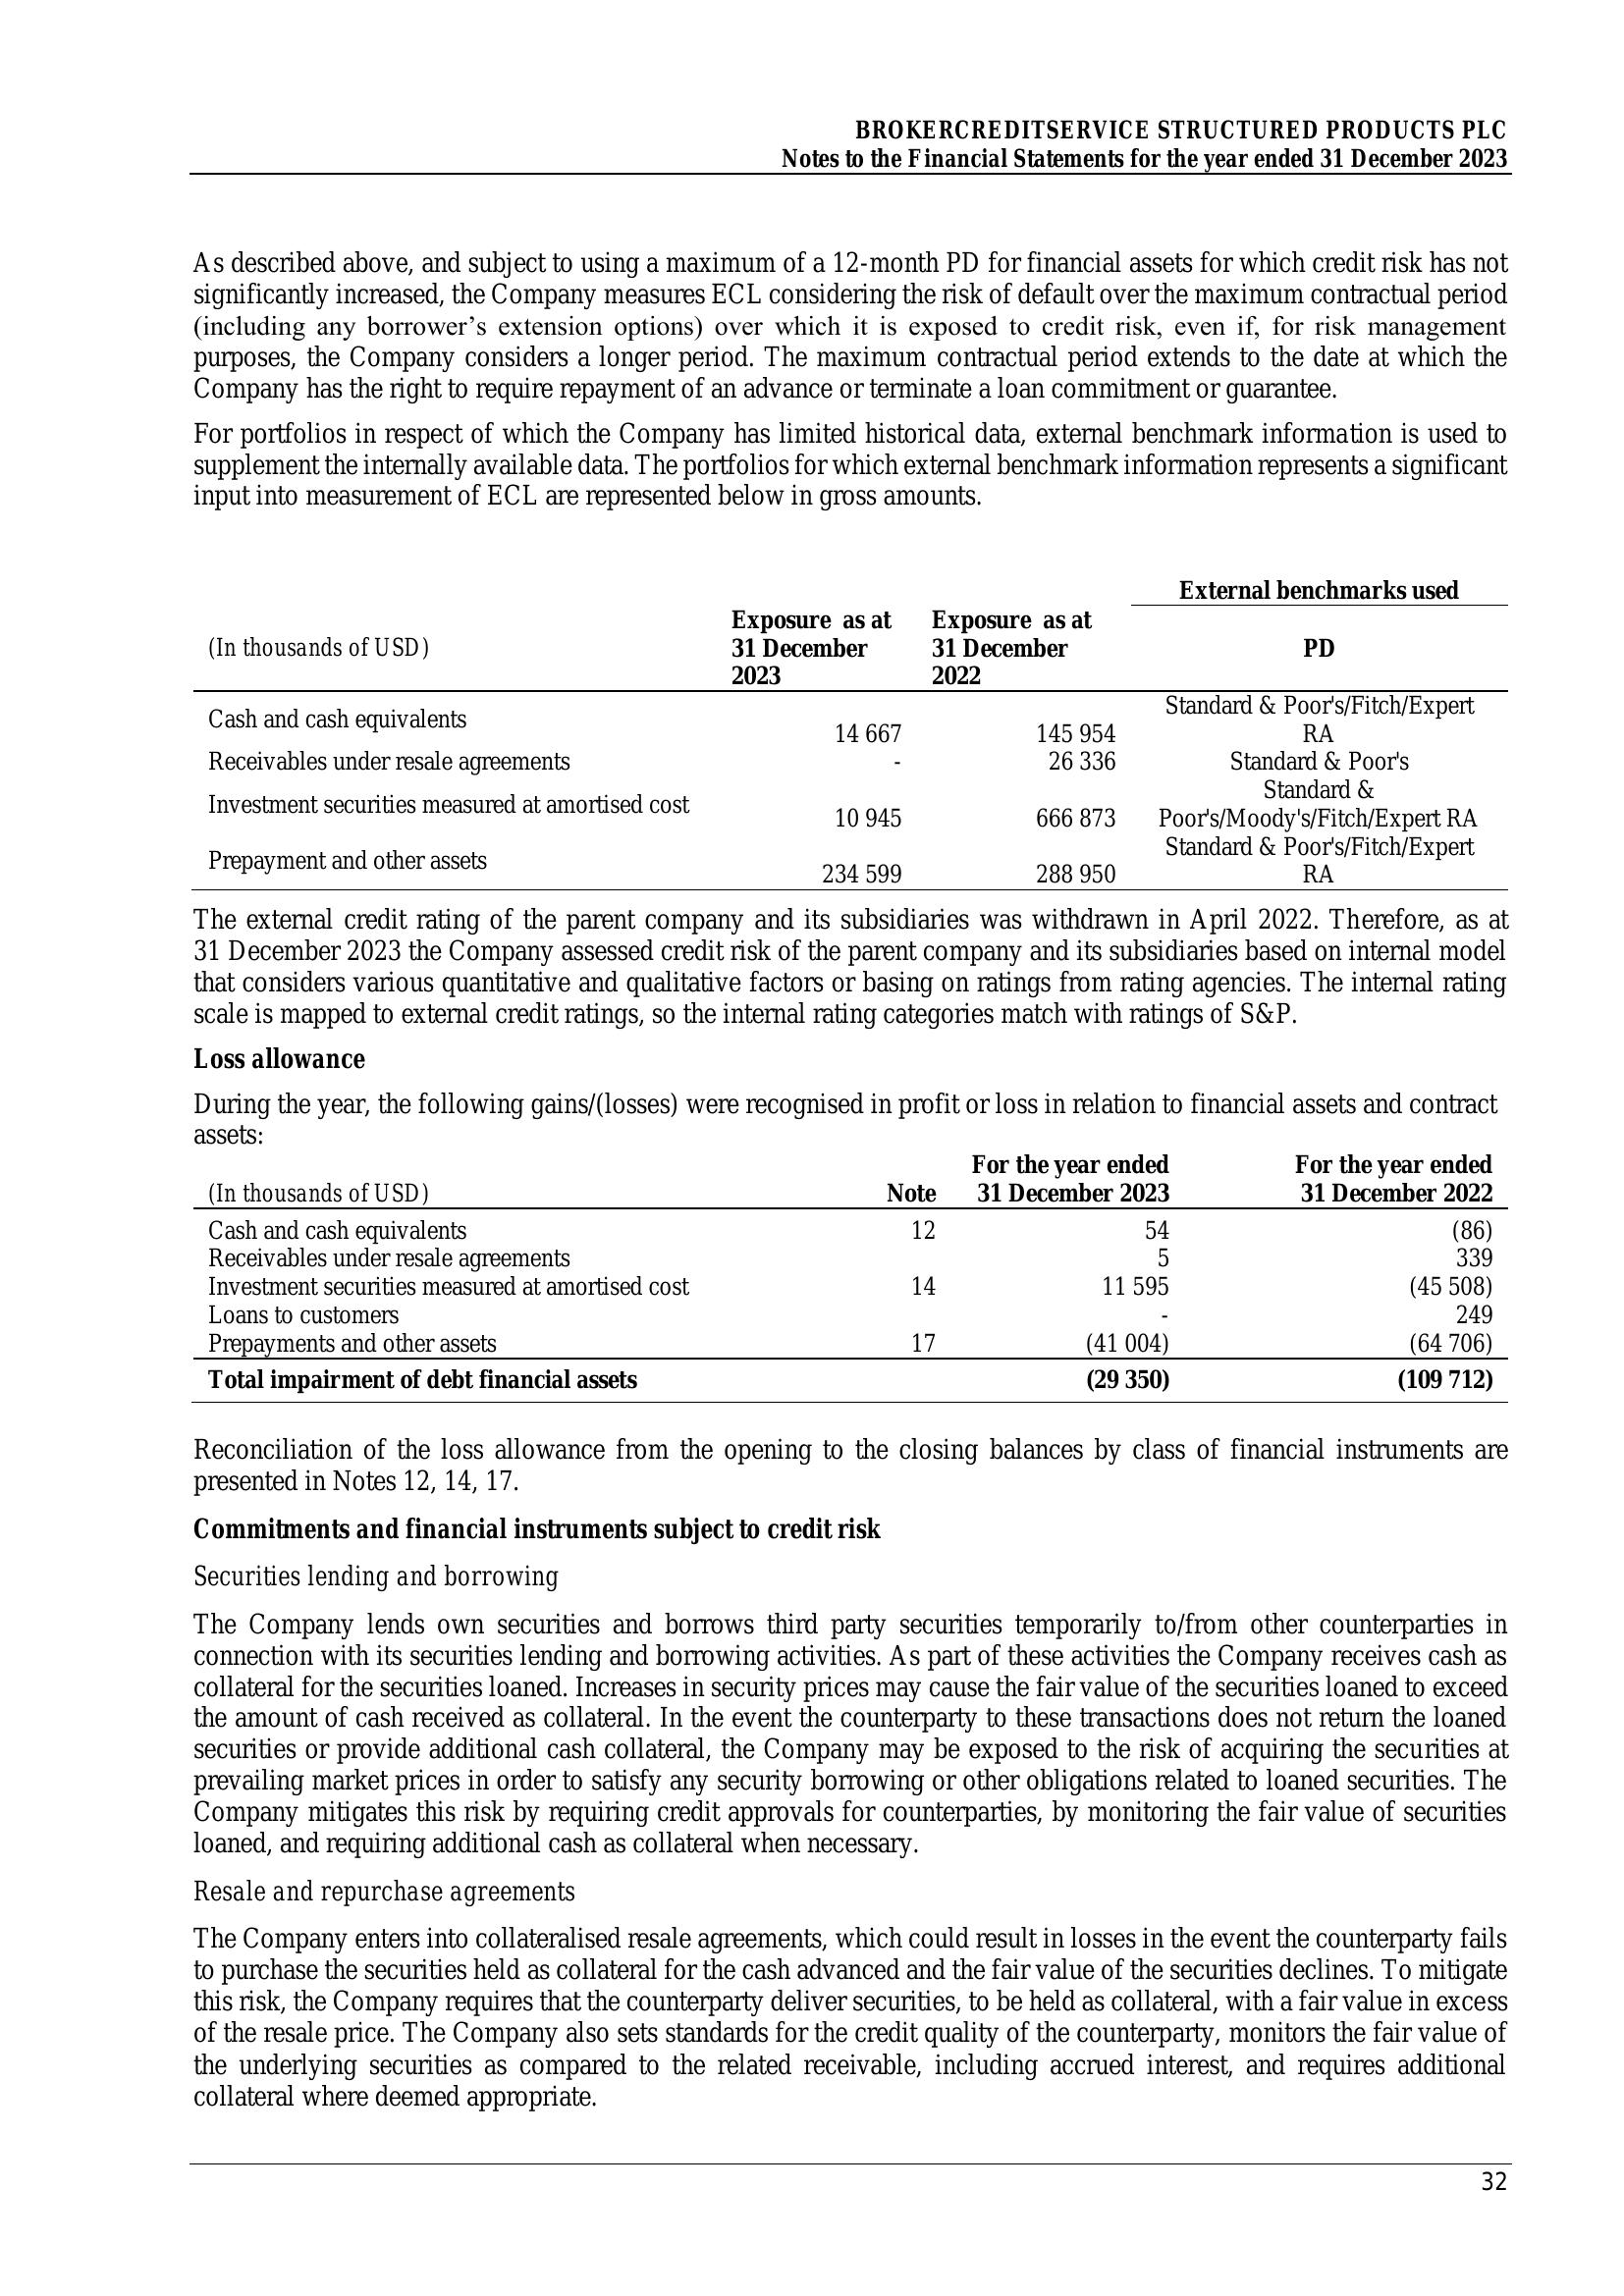 BROKERCREDITSERVICE STRUCTURED PRODUCTS PLC
Notes to the Financial Statements for the year ended 31 December 2023
As described above, and subject to using a maximum of a 12-month PD for financial assets for which credit risk has not
significantly increased, the Company measures ECL considering the risk of default over the maximum contractual period
(including any borrower’s extension options) over which it is exposed to credit risk, even if, for risk management
purposes, the Company considers a longer period. The maximum contractual period extends to the date at which the
Company has the right to require repayment of an advance or terminate a loan commitment or guarantee.
For portfolios in respect of which the Company has limited historical data, external benchmark information is used to
supplement the internally available data. The portfolios for which external benchmark information represents a significant
input into measurement of ECL are represented below in gross amounts.
External benchmarks used
(In thousands of USD) Exposure as at 31 December 2023 Exposure as at 31 December 2022 PD
Cash and cash equivalents 14 667 145 954 Standard & Poor's/Fitch/Expert RA
Receivables under resale agreements - 26 336 Standard & Poor's
Investment securities measured at amortised cost 10 945 666 873 Standard & Poor's/Moody's/Fitch/Expert RA
Prepayment and other assets 234 599 288 950 Standard & Poor's/Fitch/Expert RA
The external credit rating of the parent company and its subsidiaries was withdrawn in April 2022. Therefore, as at
31 December 2023 the Company assessed credit risk of the parent company and its subsidiaries based on internal model
that considers various quantitative and qualitative factors or basing on ratings from rating agencies. The internal rating
scale is mapped to external credit ratings, so the internal rating categories match with ratings of S&P.
Loss allowance
During the year, the following gains/(losses) were recognised in profit or loss in relation to financial assets and contract
assets:
(In thousands of USD) Note For the year ended 31 December 2023 For the year ended 31 December 2022
Cash and cash equivalents 12 54 (86)
Receivables under resale agreements 5 339
Investment securities measured at amortised cost 14 11 595 (45 508)
Loans to customers - 249
Prepayments and other assets 17 (41 004) (64 706)
Total impairment of debt financial assets (29 350) (109 712)
Reconciliation of the loss allowance from the opening to the closing balances by class of financial instruments are
presented in Notes 12, 14, 17.
Commitments and financial instruments subject to credit risk
Securities lending and borrowing
The Company lends own securities and borrows third party securities temporarily to/from other counterparties in
connection with its securities lending and borrowing activities. As part of these activities the Company receives cash as
collateral for the securities loaned. Increases in security prices may cause the fair value of the securities loaned to exceed
the amount of cash received as collateral. In the event the counterparty to these transactions does not return the loaned
securities or provide additional cash collateral, the Company may be exposed to the risk of acquiring the securities at
prevailing market prices in order to satisfy any security borrowing or other obligations related to loaned securities. The
Company mitigates this risk by requiring credit approvals for counterparties, by monitoring the fair value of securities
loaned, and requiring additional cash as collateral when necessary.
Resale and repurchase agreements
The Company enters into collateralised resale agreements, which could result in losses in the event the counterparty fails
to purchase the securities held as collateral for the cash advanced and the fair value of the securities declines. To mitigate
this risk, the Company requires that the counterparty deliver securities, to be held as collateral, with a fair value in excess
of the resale price. The Company also sets standards for the credit quality of the counterparty, monitors the fair value of
the underlying securities as compared to the related receivable, including accrued interest, and requires additional
collateral where deemed appropriate.
32